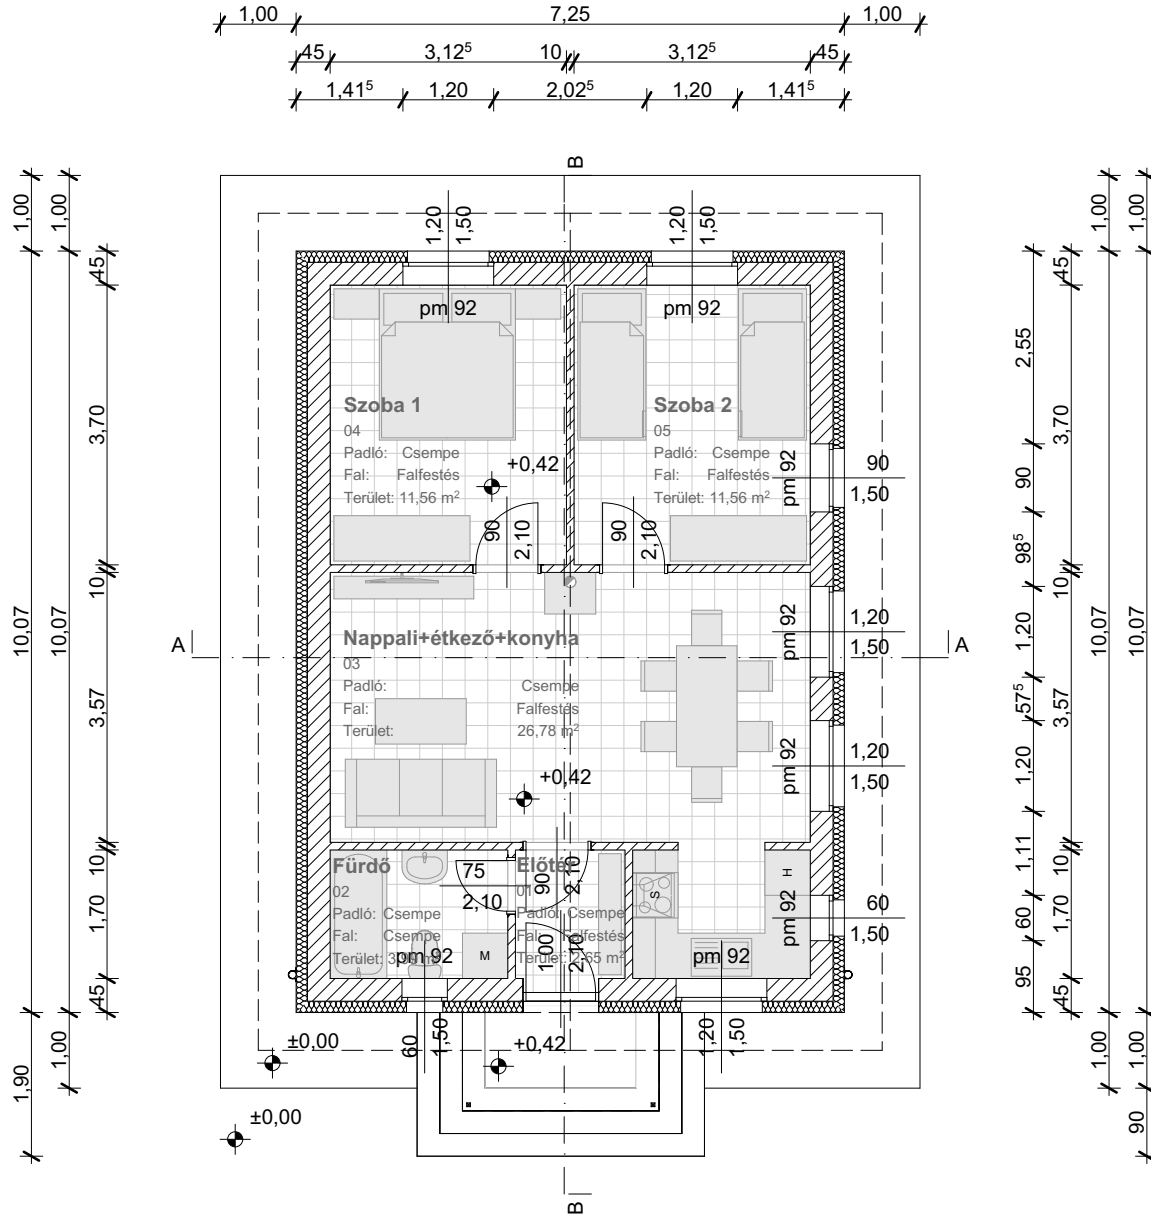 1,00 7,25 1,00
45 3,12⁵ 10 3,12⁵ 45
1,41⁵ 1,20 2,02⁵ 1,20 1,41⁵
B
1,00 1,00 1,00 1,00
1,20 1,50 1,20 1,50
45 45
pm 92 pm 92
2,55
3,70 3,70
Szoba 1
04
Padló: Csempe
Fal: Falfestés
Terület: 11,56 m²
+0,42
Szoba 2
05
Padló: Csempe
Fal: Falfestés
Terület: 11,56 m²
pm 92
90
1,50
90
90 2,10 90 2,10
98⁵
10 10
10,07 10,07 10,07 10,07
A A
Nappali+étkező+konyha
03
Padló: Csempe
Fal: Falfestés
Terület: 26,78 m²
pm 92
1,20
1,50
1,20
57⁵
3,57 3,57
+0,42
pm 92
1,20
1,50
1,20
1,11
10 10
Fürdő
02
Padló: Csempe
Fal: Csempe
Terület: m²
pm 92
75
2,10
M
90 2,10
01
Padló: Csempe
Fal: Falfestés
Terület: 2,65 m²
1,00 2,10
S
H
pm 92
pm 92
60
1,50
60
1,70 1,70
95
45 45
60 1,50
+0,42
1,20 1,50
±0,00
±0,00
1,90 1,00 1,00 1,00
90
B